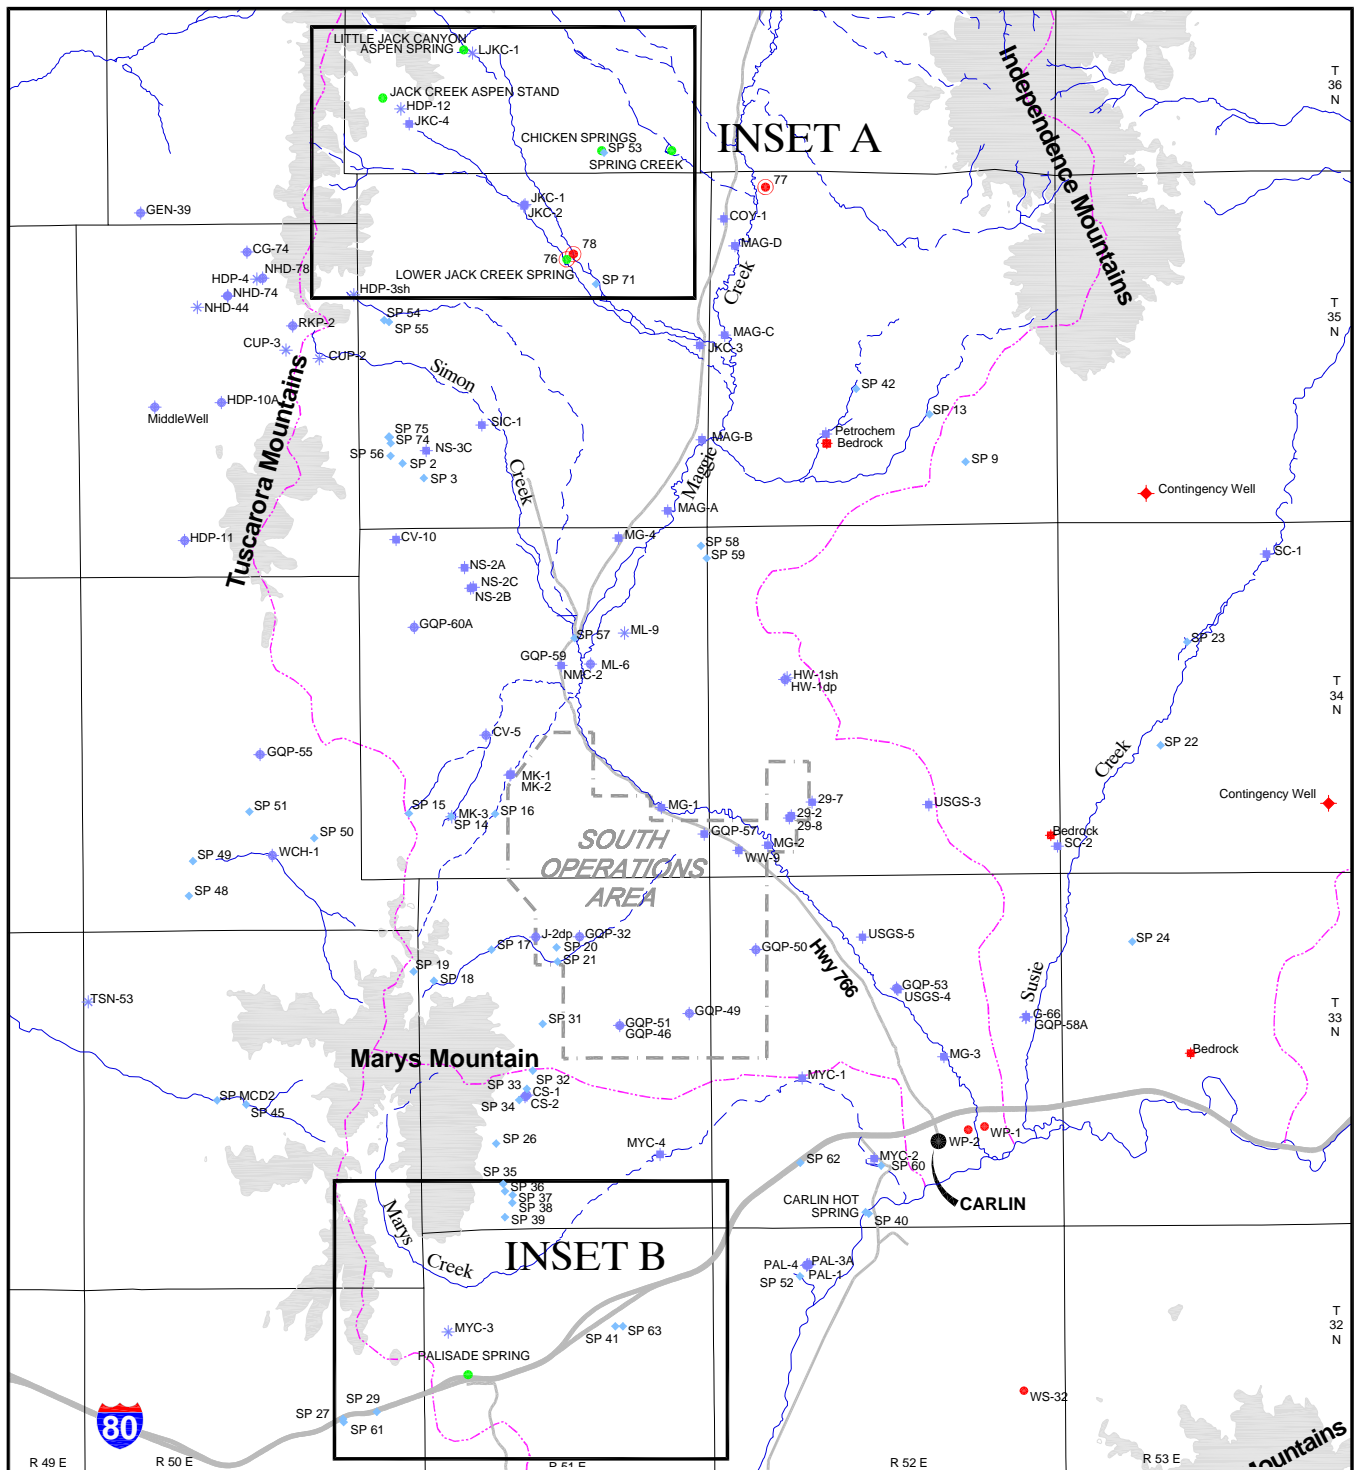 LITTLE JACK CANYON
ASPEN SPRING
LJKC-1
JACK CREEK ASPEN STAND
HDP-12
JKC-4
CHICKEN SPRINGS
SP 53
SPRING CREEK
INSET A
Independence Mountains
T
36
N
77
GEN-39
JKC-1
JKC-2
COY-1
MAG-D
CG-74
NHD-78
HDP-4
NHD-74
NHD-44
78
76
LOWER JACK CREEK SPRING
SP 71
HDP-3sh
Creek
SP 54
SP 55
RKP-2
CUP-3
CUP-2
MAG-C
JKC-3
T
35
N
Simon
SP 42
HDP-10A
MiddleWell
SP 13
SIC-1
SP 75
SP 74
NS-3C
SP 56
SP 2
SP 3
MAG-B
Petrochem
Bedrock
SP 9
Tuscarora Mountains
Creek
Maggie
MAG-A
Contingency Well
HDP-11
CV-10
MG-4
SP 58
SP 59
SC-1
NS-2A
NS-2C
NS-2B
GQP-60A
SP 57
ML-9
SP 23
GQP-59
NMC-2
ML-6
HW-1sh
HW-1dp
T
34
N
CV-5
GQP-55
SP 22
Creek
MK-1
MK-2
SP 51
SP 15
MK-3
SP 14
SP 16
MG-1
29-7
29-2
29-8
USGS-3
Contingency Well
SP 50
SP 49
WCH-1
SOUTH
OPERATIONS
AREA
GQP-57
MG-2
WW-9
Bedrock
SC-2
SP 48
J-2dp
GQP-32
SP 17
SP 20
SP 21
GQP-50
USGS-5
SP 24
Hwy 766
SP 19
SP 18
TSN-53
GQP-53
USGS-4
Susie
SP 31
GQP-51
GQP-46
GQP-49
G-66
GQP-58A
T
33
N
Marys Mountain
MG-3
Bedrock
SP 32
SP 33
CS-1
SP 34
CS-2
MYC-1
SP MCD2
SP 45
SP 26
MYC-4
WP-1
WP-2
SP 62
MYC-2
SP 60
SP 35
SP 36
SP 37
SP 38
SP 39
CARLIN HOT
SPRING
SP 40
CARLIN
Marys
Creek
INSET B
PAL-4
PAL-3A
PAL-1
SP 52
MYC-3
SP 41
SP 63
T
32
N
PALISADE SPRING
SP 29
SP 27
SP 61
WS-32
80
R 49 E
R 50 E
R 51 E
R 52 E
R 53 E
Mountains